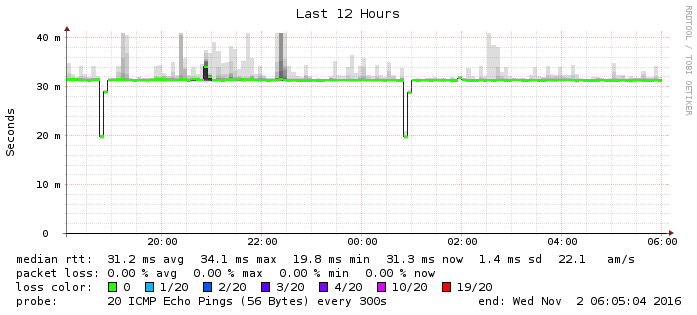 Last 12 Hours
RRDTOOL / TOBI OETIKER
Seconds
40 m
30 m
20 m
10 m
0
20:00 22:00 00:00 02:00 04:00 06:00
median rtt: 31.2 ms avg 34.1 ms max 19.8 ms min 31.3 ms now 1.4 ms sd 22.1 am/s
packet loss: 0.00 % avg 0.00 % max 0.00 % min 0.00 % now
loss color: 0 1/20 2/20 3/20 4/20 10/20 19/20
probe: 20 ICMP Echo Pings (56 Bytes) every 300s end: Wed Nov 2 06:05:04 2016